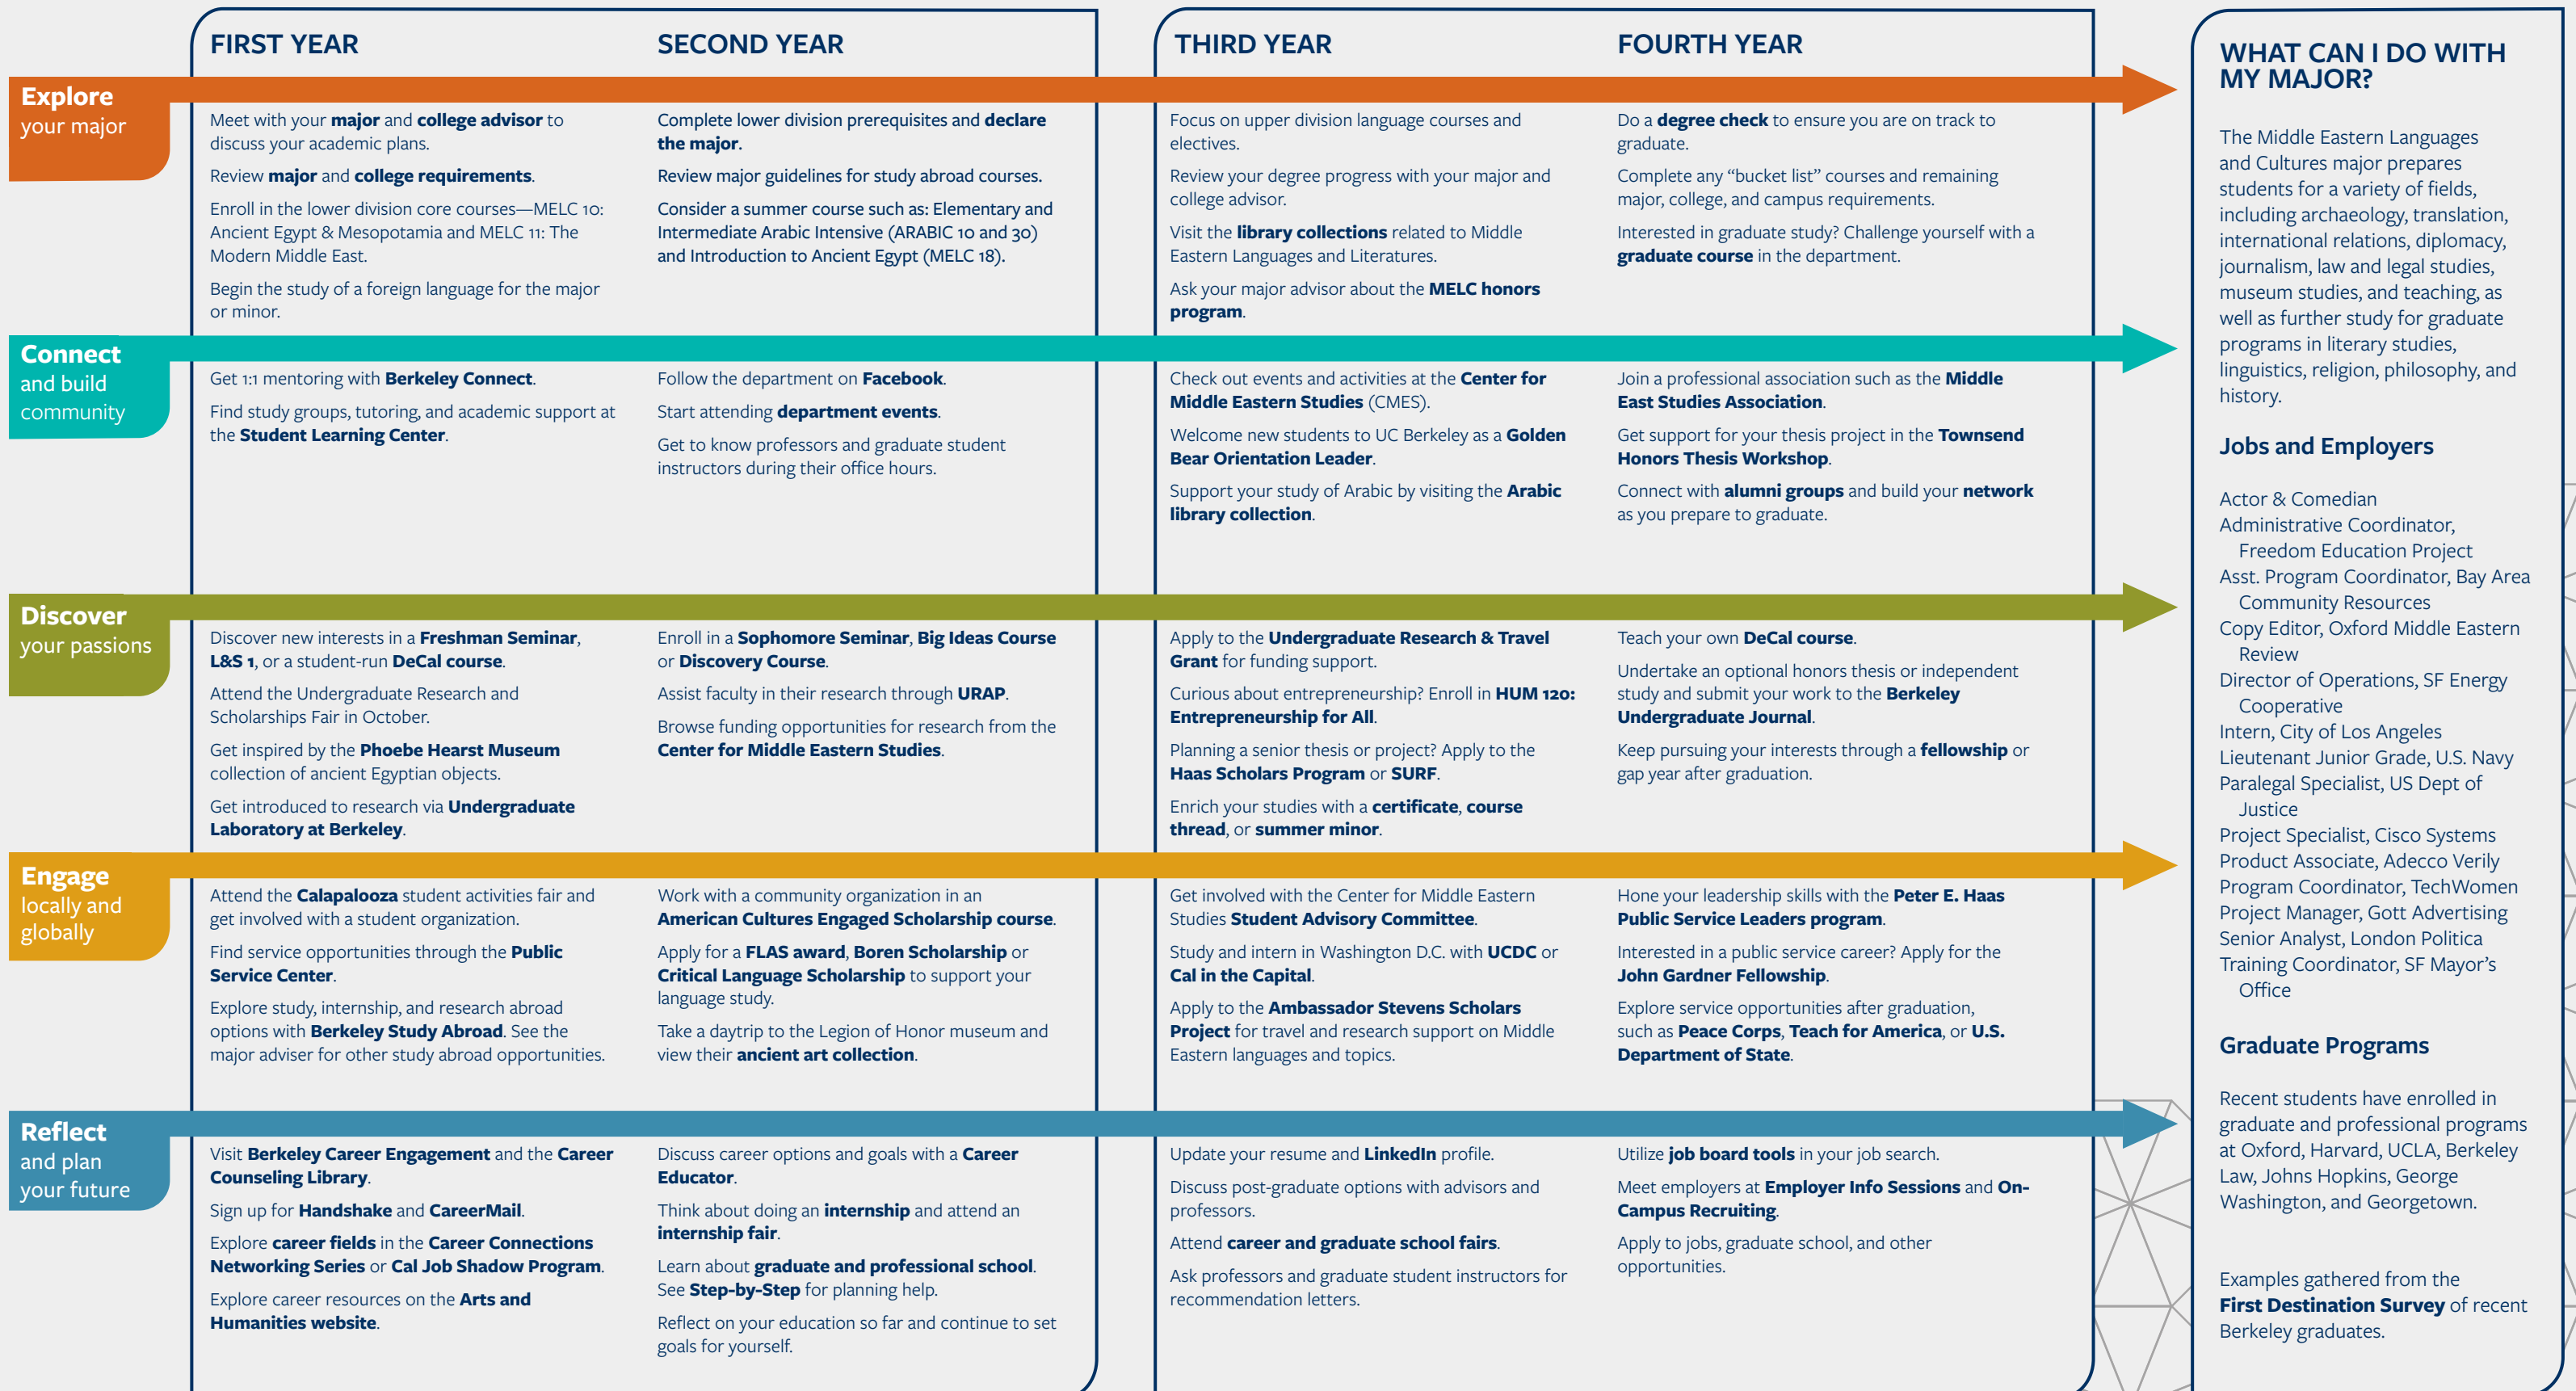 FIRST YEAR
SECOND YEAR
THIRD YEAR
FOURTH YEAR
Explore
your major
Meet with your major and college advisor to
discuss your academic plans.
Review major and college requirements.
Enroll in the lower division core courses—MELC 10:
Ancient Egypt & Mesopotamia and MELC 11: The
Modern Middle East.
Begin the study of a foreign language for the major
or minor.
Complete lower division prerequisites and declare
the major.
Review major guidelines for study abroad courses.
Consider a summer course such as: Elementary and
Intermediate Arabic Intensive (ARABIC 10 and 30)
and Introduction to Ancient Egypt (MELC 18).
Focus on upper division language courses and
electives.
Review your degree progress with your major and
college advisor.
Visit the library collections related to Middle
Eastern Languages and Literatures.
Ask your major advisor about the MELC honors
program.
Do a degree check to ensure you are on track to
graduate.
Complete any “bucket list” courses and remaining
major, college, and campus requirements.
Interested in graduate study? Challenge yourself with a
graduate course in the department.
Connect
and build
community
Get 1:1 mentoring with Berkeley Connect.
Find study groups, tutoring, and academic support at
the Student Learning Center.
Follow the department on Facebook.
Start attending department events.
Get to know professors and graduate student
instructors during their office hours.
Check out events and activities at the Center for
Middle Eastern Studies (CMES).
Welcome new students to UC Berkeley as a Golden
Bear Orientation Leader.
Support your study of Arabic by visiting the Arabic
library collection.
Join a professional association such as the Middle
East Studies Association.
Get support for your thesis project in the Townsend
Honors Thesis Workshop.
Connect with alumni groups and build your network
as you prepare to graduate.
Discover
your passions
Discover new interests in a Freshman Seminar,
L&S 1, or a student-run DeCal course.
Attend the Undergraduate Research and
Scholarships Fair in October.
Get inspired by the Phoebe Hearst Museum
collection of ancient Egyptian objects.
Get introduced to research via Undergraduate
Laboratory at Berkeley.
Enroll in a Sophomore Seminar, Big Ideas Course
or Discovery Course.
Assist faculty in their research through URAP.
Browse funding opportunities for research from the
Center for Middle Eastern Studies.
Apply to the Undergraduate Research & Travel
Grant for funding support.
Curious about entrepreneurship? Enroll in HUM 120:
Entrepreneurship for All.
Planning a senior thesis or project? Apply to the
Haas Scholars Program or SURF.
Enrich your studies with a certificate, course
thread, or summer minor.
Teach your own DeCal course.
Undertake an optional honors thesis or independent
study and submit your work to the Berkeley
Undergraduate Journal.
Keep pursuing your interests through a fellowship or
gap year after graduation.
Engage
locally and
globally
Attend the Calapalooza student activities fair and
get involved with a student organization.
Find service opportunities through the Public
Service Center.
Explore study, internship, and research abroad
options with Berkeley Study Abroad. See the
major adviser for other study abroad opportunities.
Work with a community organization in an
American Cultures Engaged Scholarship course.
Apply for a FLAS award, Boren Scholarship or
Critical Language Scholarship to support your
language study.
Take a daytrip to the Legion of Honor museum and
view their ancient art collection.
Get involved with the Center for Middle Eastern
Studies Student Advisory Committee.
Study and intern in Washington D.C. with UCDC or
Cal in the Capital.
Apply to the Ambassador Stevens Scholars
Project for travel and research support on Middle
Eastern languages and topics.
Hone your leadership skills with the Peter E. Haas
Public Service Leaders program.
Interested in a public service career? Apply for the
John Gardner Fellowship.
Explore service opportunities after graduation,
such as Peace Corps, Teach for America, or U.S.
Department of State.
Reflect
and plan
your future
Visit Berkeley Career Engagement and the Career
Counseling Library.
Sign up for Handshake and CareerMail.
Explore career fields in the Career Connections
Networking Series or Cal Job Shadow Program.
Explore career resources on the Arts and
Humanities website.
Discuss career options and goals with a Career
Educator.
Think about doing an internship and attend an
internship fair.
Learn about graduate and professional school.
See Step-by-Step for planning help.
Reflect on your education so far and continue to set
goals for yourself.
Update your resume and LinkedIn profile.
Discuss post-graduate options with advisors and
professors.
Attend career and graduate school fairs.
Ask professors and graduate student instructors for
recommendation letters.
Utilize job board tools in your job search.
Meet employers at Employer Info Sessions and On-
Campus Recruiting.
Apply to jobs, graduate school, and other
opportunities.
WHAT CAN I DO WITH
MY MAJOR?
The Middle Eastern Languages
and Cultures major prepares
students for a variety of fields,
including archaeology, translation,
international relations, diplomacy,
journalism, law and legal studies,
museum studies, and teaching, as
well as further study for graduate
programs in literary studies,
linguistics, religion, philosophy, and
history.
Jobs and Employers
Actor & Comedian
Administrative Coordinator,
Freedom Education Project
Asst. Program Coordinator, Bay Area
Community Resources
Copy Editor, Oxford Middle Eastern
Review
Director of Operations, SF Energy
Cooperative
Intern, City of Los Angeles
Lieutenant Junior Grade, U.S. Navy
Paralegal Specialist, US Dept of
Justice
Project Specialist, Cisco Systems
Product Associate, Adecco Verily
Program Coordinator, TechWomen
Project Manager, Gott Advertising
Senior Analyst, London Politica
Training Coordinator, SF Mayor’s
Office
Graduate Programs
Recent students have enrolled in
graduate and professional programs
at Oxford, Harvard, UCLA, Berkeley
Law, Johns Hopkins, George
Washington, and Georgetown.
Examples gathered from the
First Destination Survey of recent
Berkeley graduates.